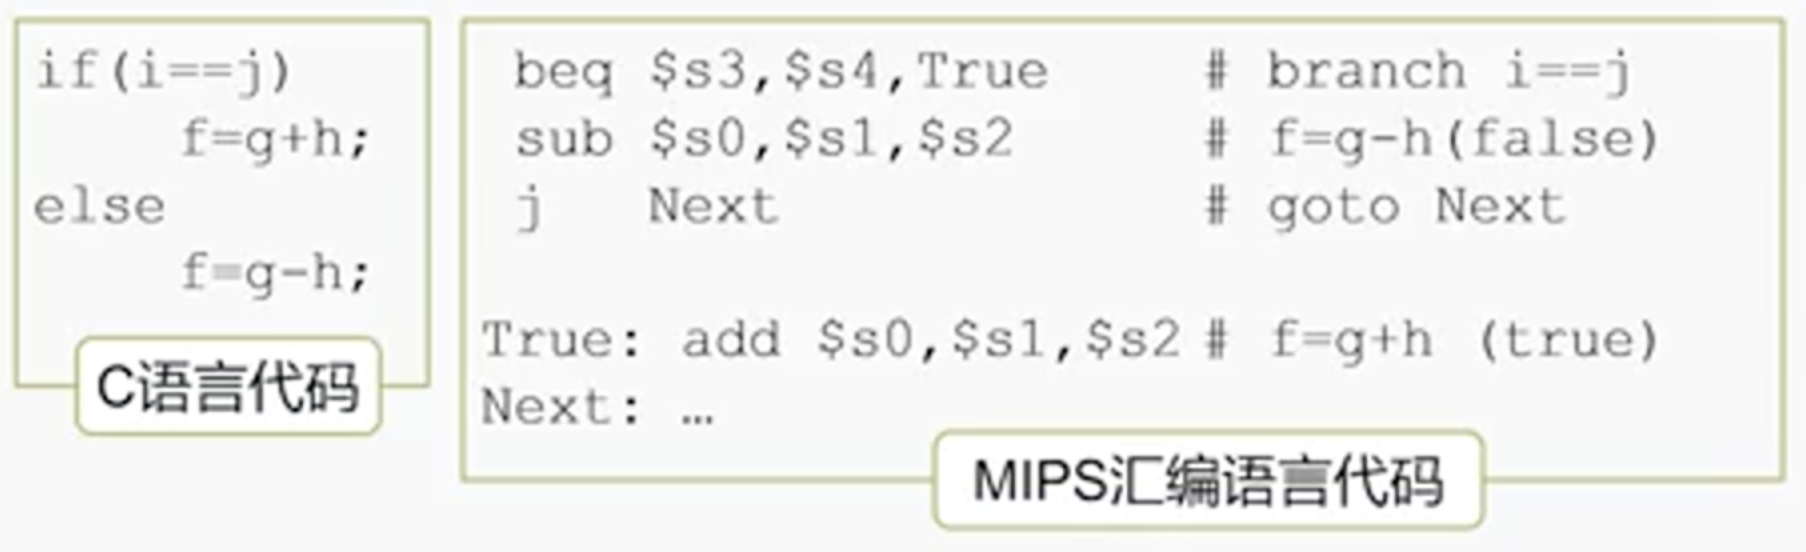 if(i==j)
    f=g+h;
else
    f=g-h;
C语言代码
 beq $s3,$s4,True      # branch i==j
 sub $s0,$s1,$s2       # f=g-h(false)
 j   Next              # goto Next
True: add $s0,$s1,$s2 # f=g+h (true)
Next: …
MIPS汇编语言代码